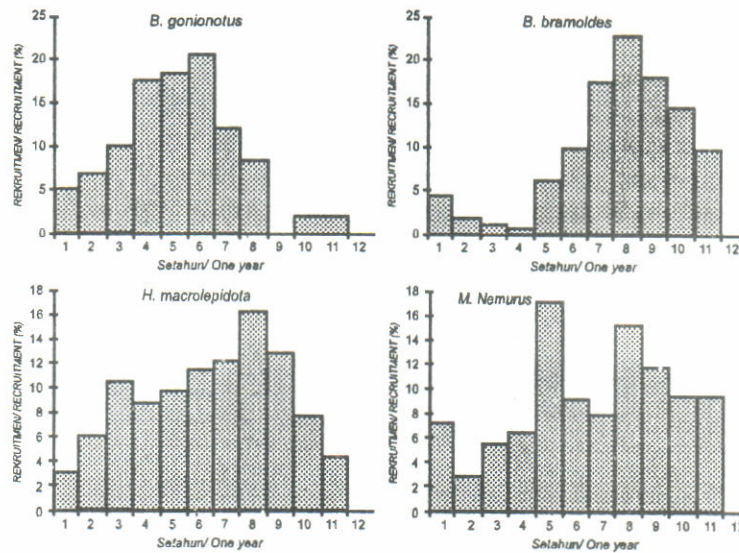 B. gonionotus
REKRUITMEN/ RECRUITMENT (%)
25
20
15
10
5
0
1 2 3 4 5 6 7 8 9 10 11 12
Setahun/ One year
B. bramoides
REKRUITMEN/ RECRUITMENT (%)
25
20
15
10
5
0
1 2 3 4 5 6 7 8 9 10 11 12
Setahun/ One year
H. macrolepidota
REKRUITMEN/ RECRUITMENT (%)
18
16
14
12
10
8
6
4
2
0
1 2 3 4 5 6 7 8 9 10 11 12
Setahun/ One year
M. Nemurus
REKRUITMEN/ RECRUITMENT (%)
18
16
14
12
10
8
6
4
2
0
1 2 3 4 5 6 7 8 9 10 11
Setahun/ One year